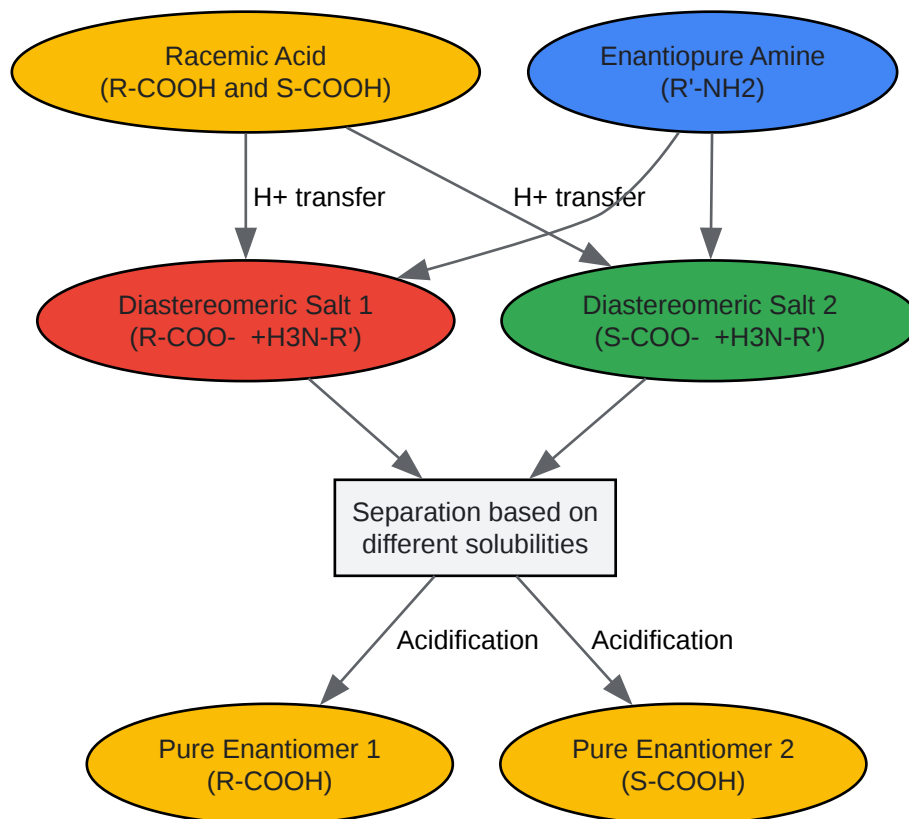 Racemic Acid
(R-COOH and S-COOH)
Enantiopure Amine
(R'-NH2)
H+ transfer
H+ transfer
Diastereomeric Salt 1
(R-COO-  +H3N-R')
Diastereomeric Salt 2
(S-COO-  +H3N-R')
Separation based on
different solubilities
Acidification
Acidification
Pure Enantiomer 1
(R-COOH)
Pure Enantiomer 2
(S-COOH)